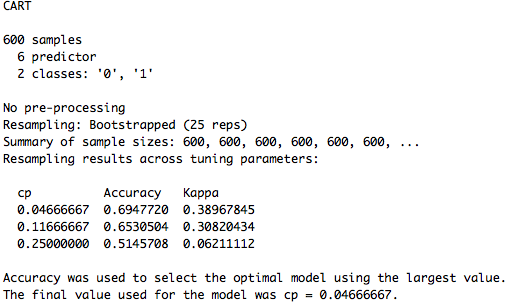 CART

600 samples
  6 predictor
  2 classes: '0', '1'

No pre-processing
Resampling: Bootstrapped (25 reps)
Summary of sample sizes: 600, 600, 600, 600, 600, 600, ...
Resampling results across tuning parameters:

  cp          Accuracy   Kappa
  0.04666667  0.6947720  0.38967845
  0.11666667  0.6530504  0.30820434
  0.25000000  0.5145708  0.06211112

Accuracy was used to select the optimal model using the largest value.
The final value used for the model was cp = 0.04666667.